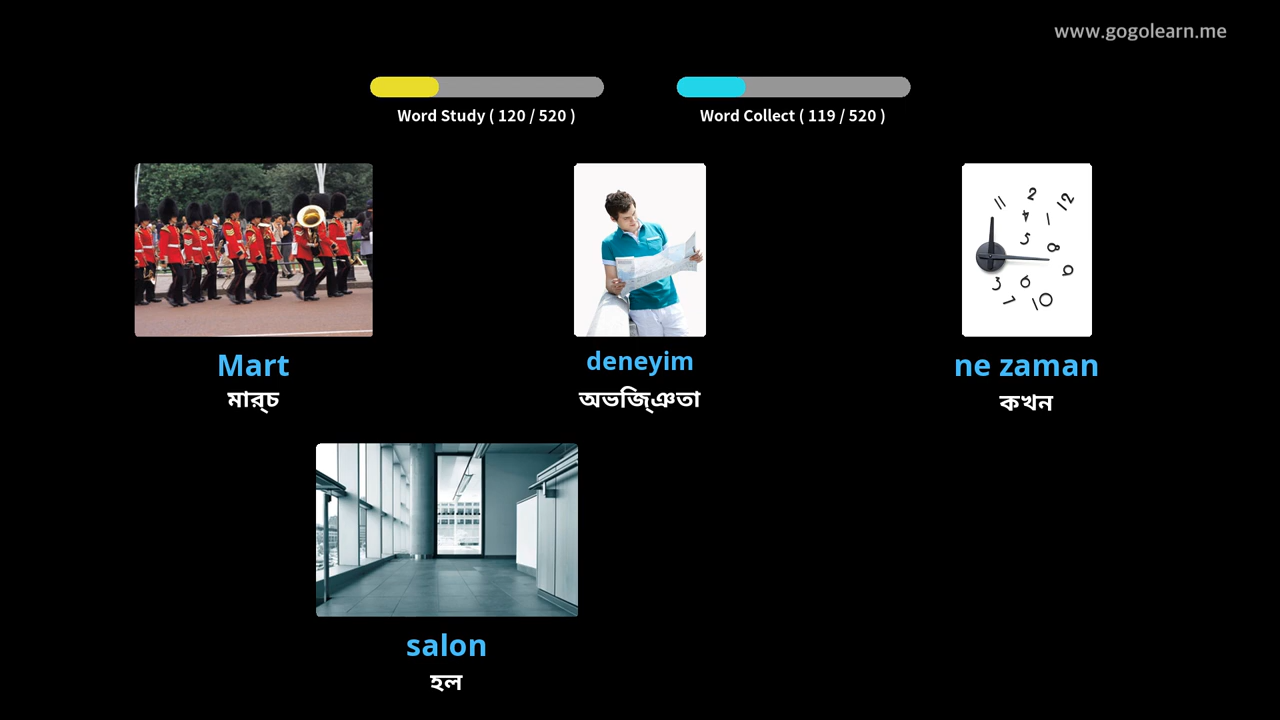 www.gogolearn.me
Word Study ( 120 / 520 )
Word Collect ( 119 / 520 )
Mart
মার্চ
deneyim
অভিজ্ঞতা
ne zaman
কখন
salon
হল